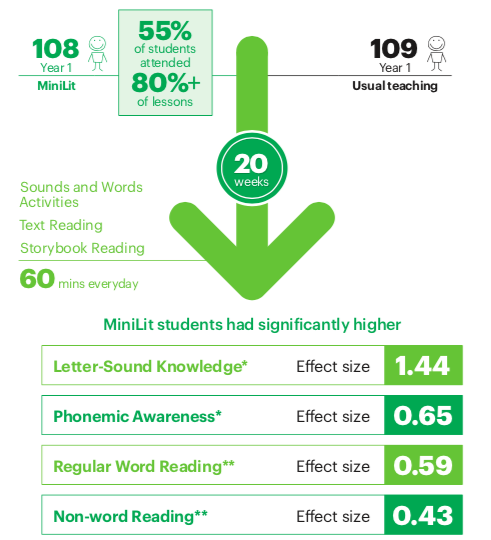 108
Year 1
MiniLit
55%
of students
attended
80%+
of lessons
109
Year 1
Usual teaching
20
weeks
Sounds and Words
Activities
Text Reading
Storybook Reading
60 mins everyday
MiniLit students had significantly higher
Letter-Sound Knowledge* Effect size 1.44
Phonemic Awareness* Effect size 0.65
Regular Word Reading** Effect size 0.59
Non-word Reading** Effect size 0.43